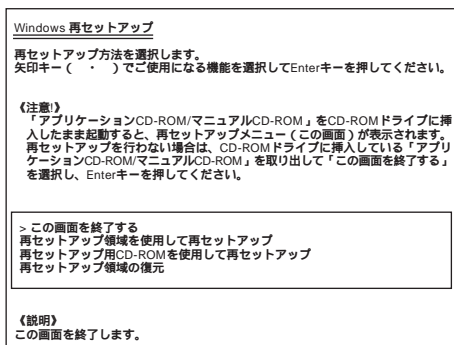 Windows 再セットアップ
再セットアップ方法を選択します。
矢印キー（　・　）でご使用になる機能を選択してEnterキーを押してください。
《注意!》
「アプリケーションCD-ROM/マニュアルCD-ROM」をCD-ROMドライブに挿
入したまま起動すると、再セットアップメニュー（この画面）が表示されます。
再セットアップを行わない場合は、CD-ROMドライブに挿入している「アプリ
ケーションCD-ROM/マニュアルCD-ROM」を取り出して「この画面を終了する」
を選択し、Enterキーを押してください。
> この画面を終了する
再セットアップ領域を使用して再セットアップ
再セットアップ用CD-ROMを使用して再セットアップ
再セットアップ領域の復元
《説明》
この画面を終了します。